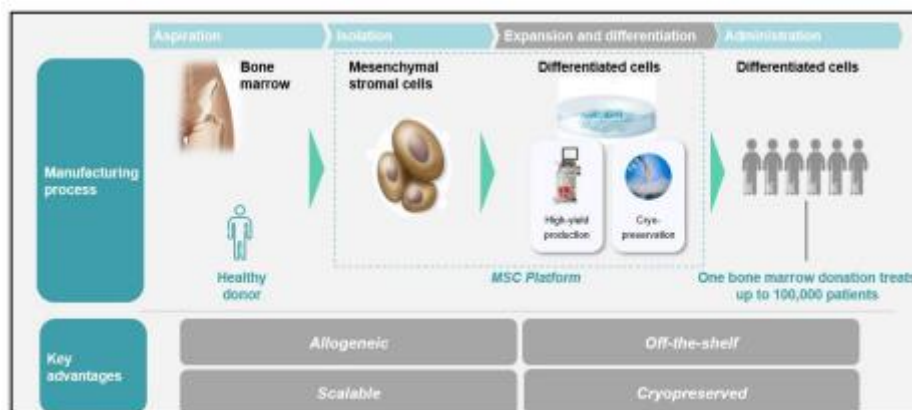 Aspiration
Isolation
Expansion and differentiation
Administration
Manufacturing
process
Bone
marrow
Healthy
donor
Mesenchymal
stromal cells
Differentiated cells
High-yield
production
Cryo-
preservation
MSC Platform
Differentiated cells
One bone marrow donation treats
up to 100,000 patients
Key
advantages
Allogeneic
Off-the-shelf
Scalable
Cryopreserved